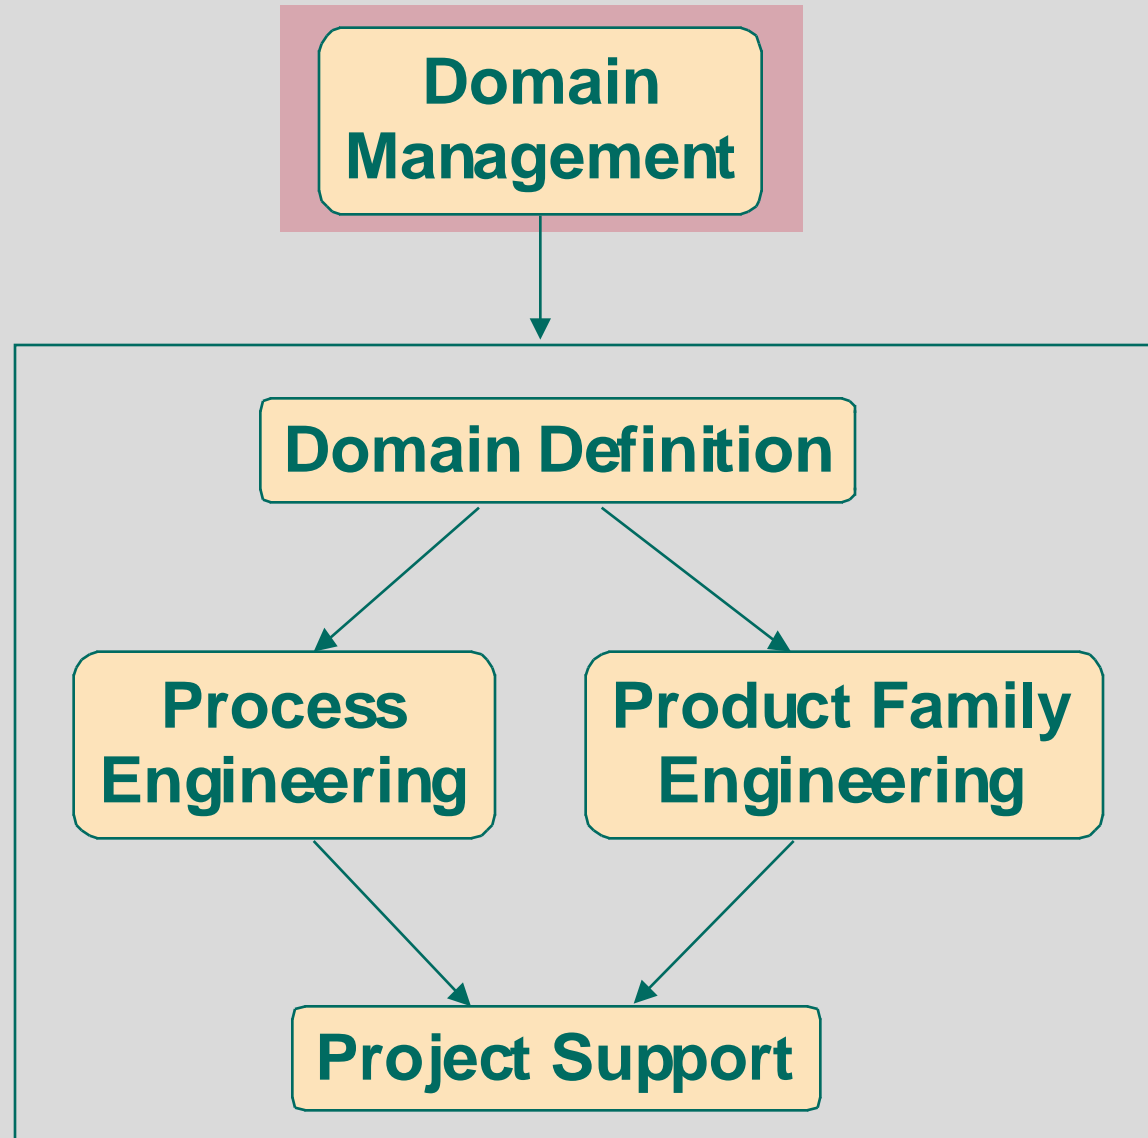 Domain
Management
Domain Definition
Process
Engineering
Product Family
Engineering
Project Support